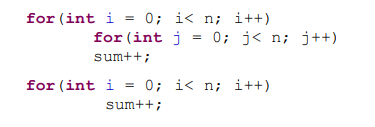 for(int i = 0; i< n; i++)
for(int j = 0; j< n; j++)
sum++;
for(int i = 0; i< n; i++)
sum++;